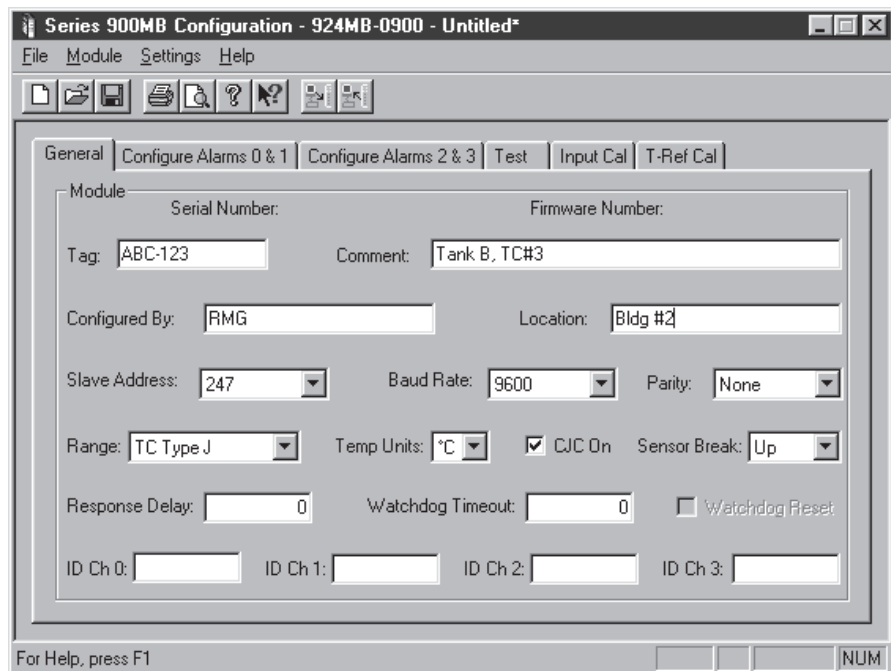 Series 900MB Configuration - 924MB-0900 - Untitled*
File Module Settings Help
General Configure Alarms 0 & 1 Configure Alarms 2 & 3 Test Input Cal T-Ref Cal
Module
Serial Number: Firmware Number:
Tag: ABC-123 Comment: Tank B, TC#3
Configured By: RMG Location: Bldg #2
Slave Address: 247 Baud Rate: 9600 Parity: None
Range: TC Type J Temp Units: °C CJC On Sensor Break: Up
Response Delay: 0 Watchdog Timeout: 0 Watchdog Reset
ID Ch 0: ID Ch 1: ID Ch 2: ID Ch 3:
For Help, press F1 NUM